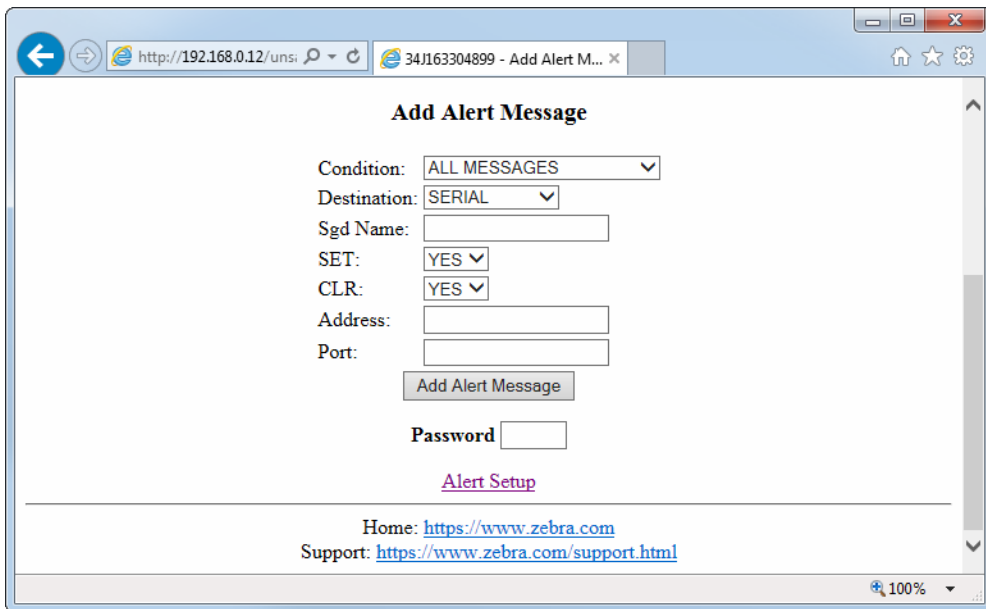 http://192.168.0.12/unsi
34J163304899 - Add Alert M...
Add Alert Message
Condition: ALL MESSAGES
Destination: SERIAL
Sgd Name:
SET: YES
CLR: YES
Address:
Port:
Add Alert Message
Password
Alert Setup
Home: https://www.zebra.com
Support: https://www.zebra.com/support.html
100%